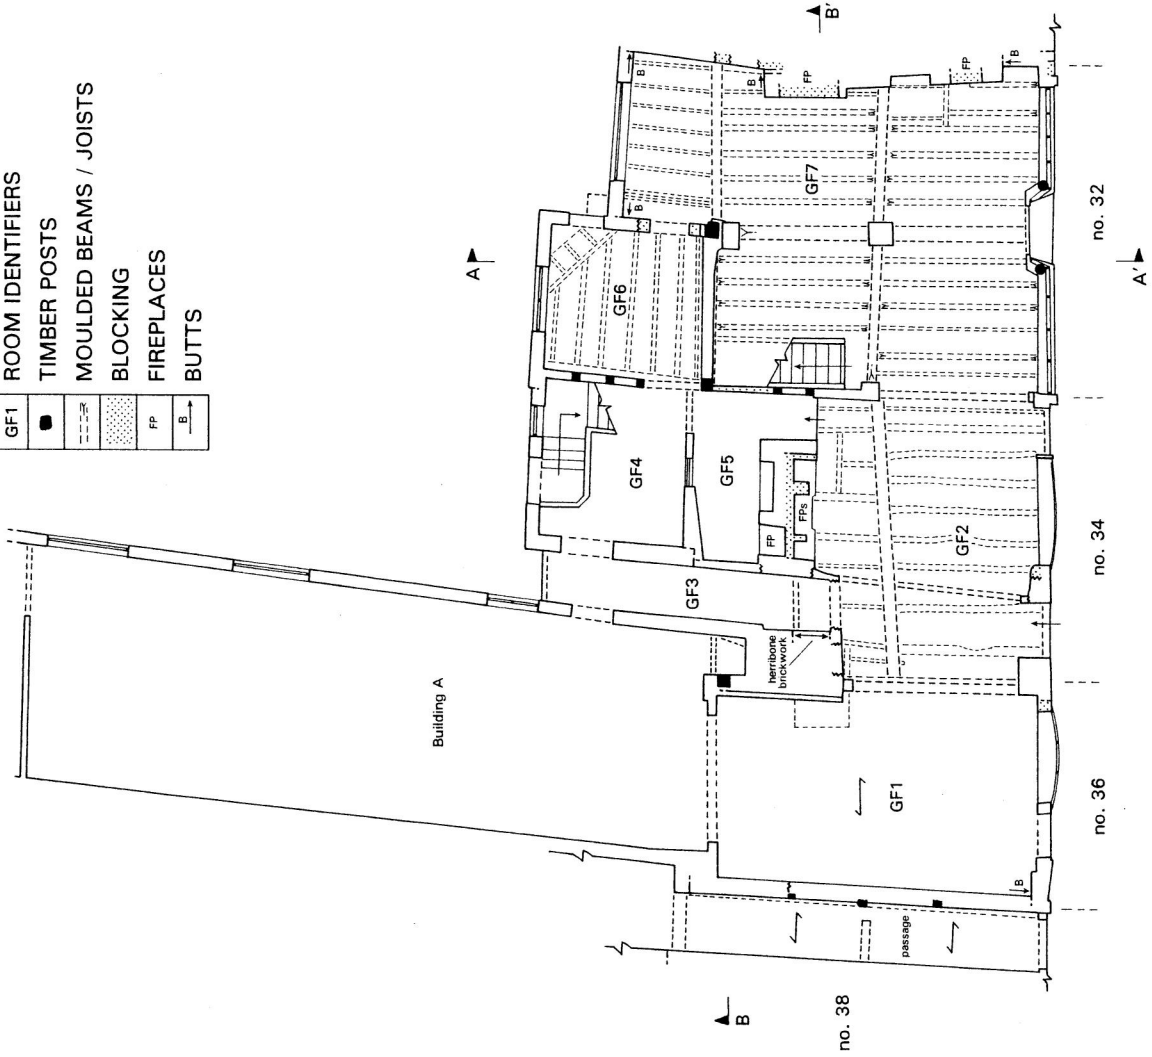 GF1 ROOM IDENTIFIERS
TIMBER POSTS
MOULDED BEAMS / JOISTS
BLOCKING
FP FIREPLACES
B BUTTS
Building A
GF1
GF2
GF3
GF4
GF5
GF6
GF7
herribone
brickwork
passage
FP
FPs
FP
FP
B
B
B
B
B
A
A'
B
B'
no. 38
no. 36
no. 34
no. 32